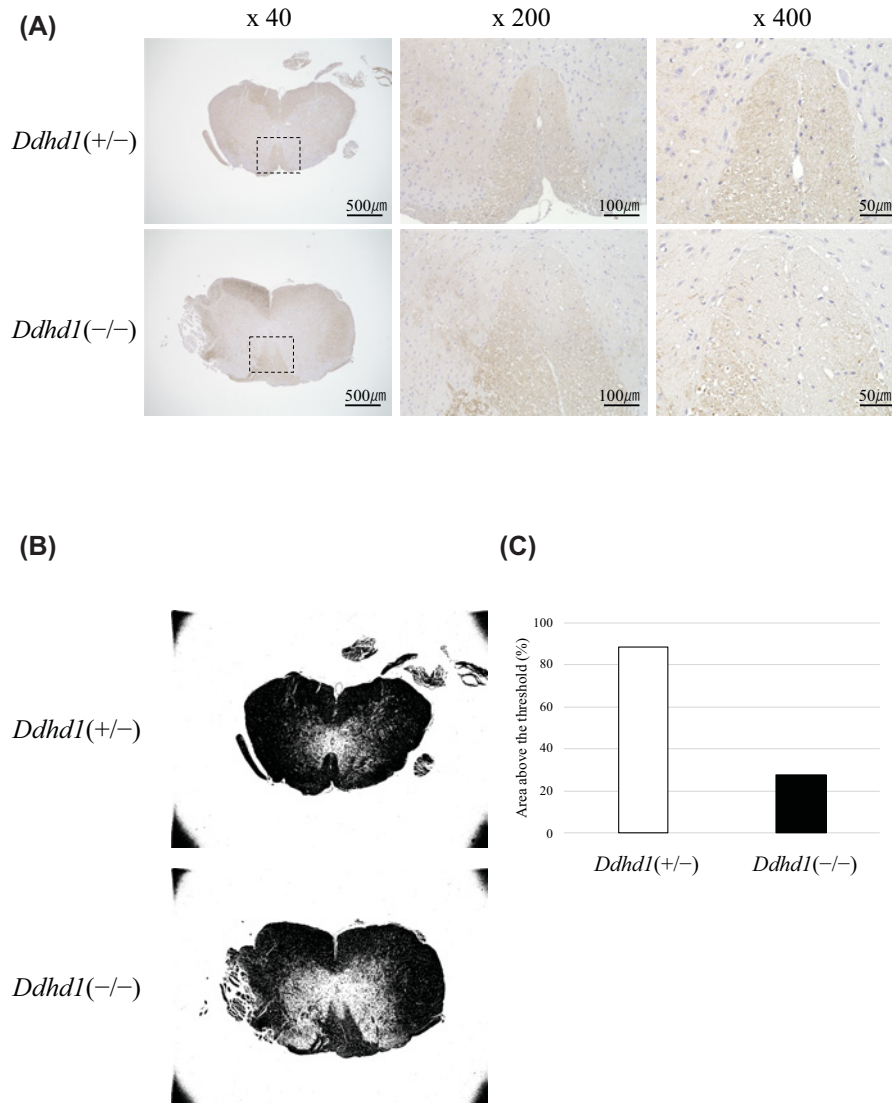 (A)
x 40
x 200
x 400
Ddhd1(+/−)
500μm
100μm
50μm
Ddhd1(−/−)
500μm
100μm
50μm
(B)
(C)
Ddhd1(+/−)
Ddhd1(−/−)
Area above the threshold (%)
100
80
60
40
20
0
Ddhd1(+/−)
Ddhd1(−/−)